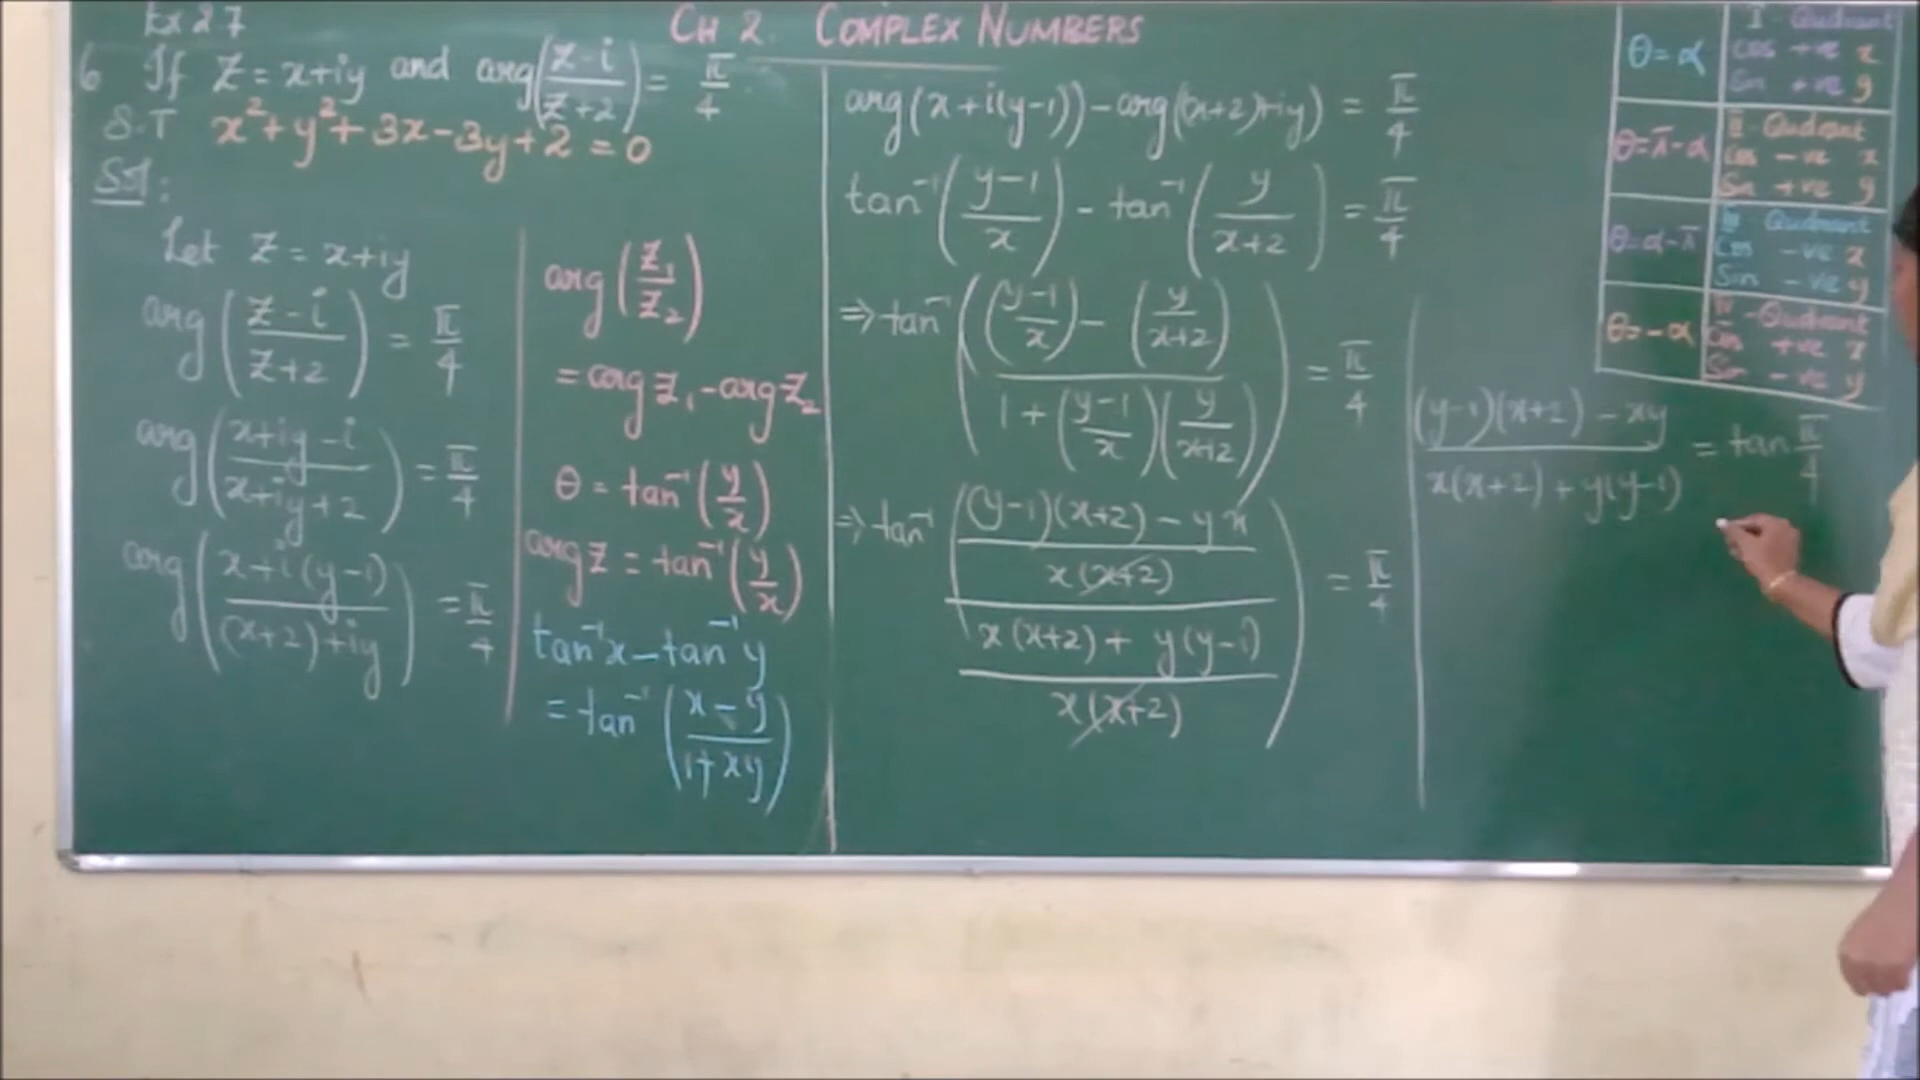 Ex 2.7
CH 2. COMPLEX NUMBERS
6 If z = x+iy and arg((z-i)/(z+2)) = π/4
S.T x²+y²+3x-3y+2=0
Sol:
Let z = x+iy
arg((z-i)/(z+2)) = π/4
arg((x+iy-i)/(x+iy+2)) = π/4
arg((x+i(y-1))/((x+2)+iy)) = π/4
arg(z₁/z₂)
= arg z₁ - arg z₂
θ = tan⁻¹(y/x)
arg z = tan⁻¹(y/x)
tan⁻¹x - tan⁻¹y
= tan⁻¹((x-y)/(1+xy))
arg(x+i(y-1)) - arg((x+2)+iy) = π/4
tan⁻¹((y-1)/x) - tan⁻¹(y/(x+2)) = π/4
⇒ tan⁻¹((((y-1)/x) - (y/(x+2)))/(1+((y-1)/x)(y/(x+2)))) = π/4
⇒ tan⁻¹((((y-1)(x+2) - yx)/(x(x+2)))/((x(x+2) + y(y-1))/(x(x+2)))) = π/4
((y-1)(x+2) - xy)/(x(x+2) + y(y-1)) = tan π/4
θ=α
I - Qudrant
cos +ve x
Sin +ve y
θ=π-α
II - Qudrant
Cos -ve x
Sin +ve y
θ=α-π
Qudrant
Cos -ve x
Sin -ve y
θ=-α
IV - Qudrant
Cos +ve x
Sin -ve y